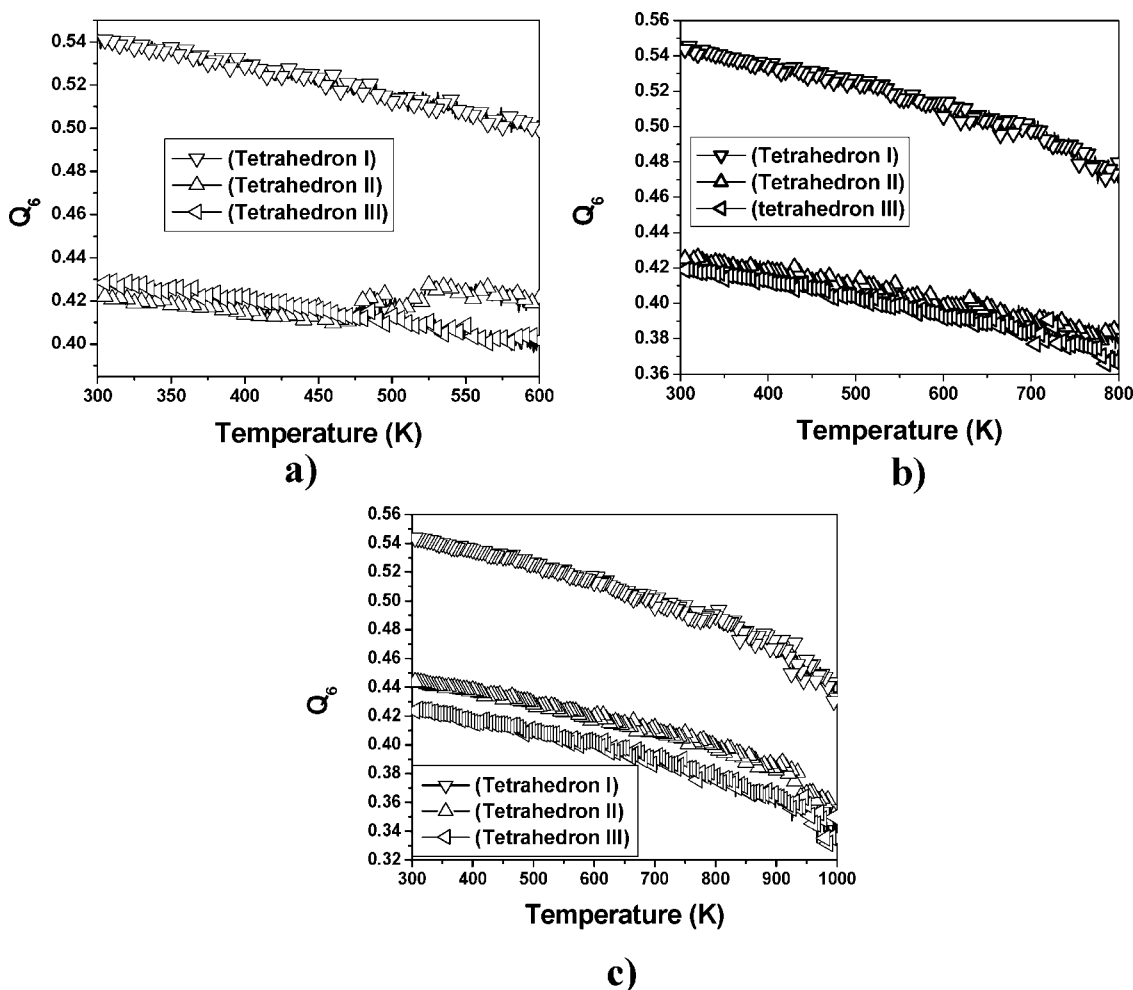 0.54
0.52
0.50
0.48
0.46
0.44
0.42
0.40
Q6
(Tetrahedron I)
(Tetrahedron II)
(Tetrahedron III)
300 350 400 450 500 550 600
Temperature (K)
a)
0.56
0.54
0.52
0.50
0.48
0.46
0.44
0.42
0.40
0.38
0.36
Q6
(Tetrahedron I)
(Tetrahedron II)
(tetrahedron III)
300 400 500 600 700 800
Temperature (K)
b)
0.56
0.54
0.52
0.50
0.48
0.46
0.44
0.42
0.40
0.38
0.36
0.34
0.32
Q6
(Tetrahedron I)
(Tetrahedron II)
(Tetrahedron III)
300 400 500 600 700 800 900 1000
Temperature (K)
c)